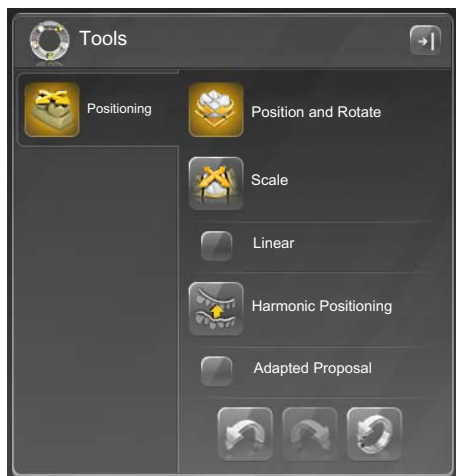 Tools
Positioning
Position and Rotate
Scale
Linear
Harmonic Positioning
Adapted Proposal